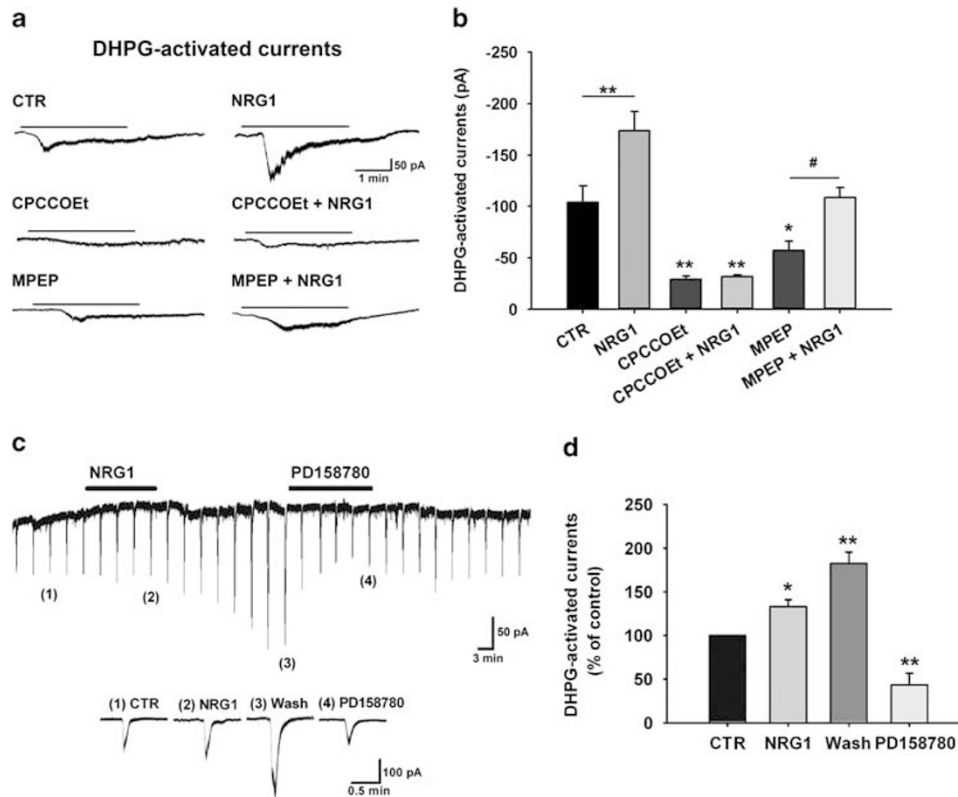 a
DHPG-activated currents
CTR
NRG1
50 pA
1 min
CPCCOEt
CPCCOEt + NRG1
MPEP
MPEP + NRG1
b
DHPG-activated currents (pA)
-250
-200
-150
-100
-50
0
**
**
**
*
#
CTR
NRG1
CPCCOEt
CPCCOEt + NRG1
MPEP
MPEP + NRG1
c
NRG1
PD158780
(1)
(2)
(3)
(4)
50 pA
3 min
(1) CTR
(2) NRG1
(3) Wash
(4) PD158780
100 pA
0.5 min
d
DHPG-activated currents
(% of control)
250
200
150
100
50
0
*
**
**
CTR
NRG1
Wash
PD158780